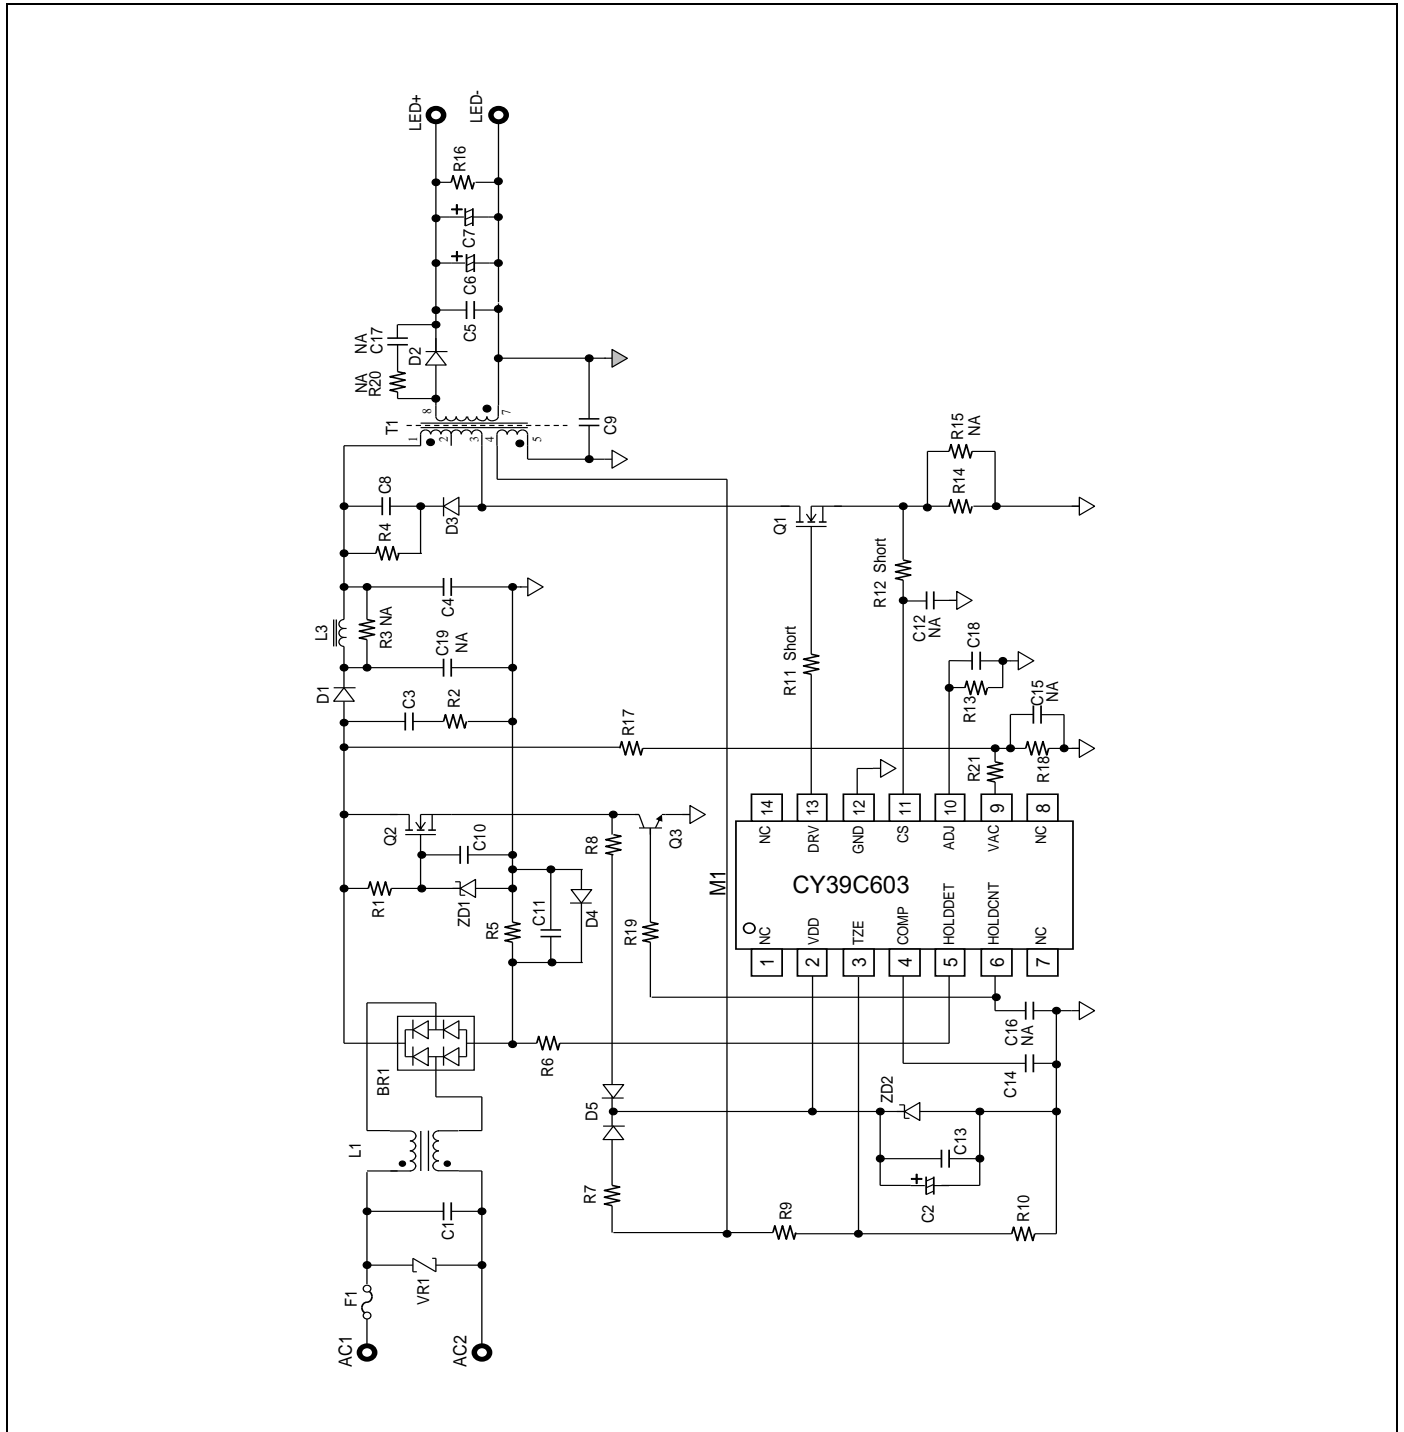 LED+
LED-
R16
C7
+
C6
+
C5
NA
C17
D2
NA
R20
8
7
T1
1
2
3
4
5
C9
R15
NA
R14
C8
R4
D3
Q1
R12 Short
C12
NA
L3
R3 NA
C4
C19
NA
D1
C3
R2
R17
R11 Short
C18
R13
C15
NA
R18
R21
Q2
C10
R1
ZD1
R5
C11
D4
R8
Q3
R19
M1
CY39C603
14
NC
13
DRV
12
GND
11
CS
10
ADJ
9
VAC
8
NC
1
NC
2
VDD
3
TZE
4
COMP
5
HOLDDET
6
HOLDCNT
7
NC
BR1
R6
C16
NA
C14
ZD2
D5
C13
C2
+
R7
R9
R10
L1
C1
VR1
F1
AC1
AC2